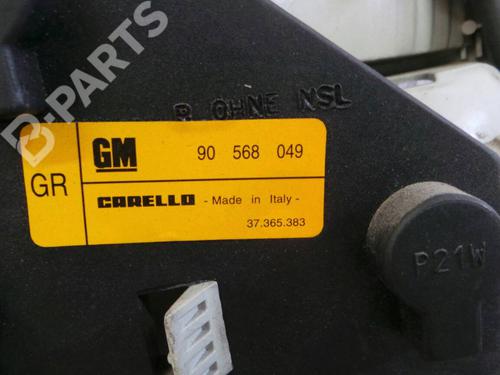 B-PARTS
R OHNE NSL
GR
GM 90 568 049
CARELLO - Made in Italy -
37.365.383
P21W